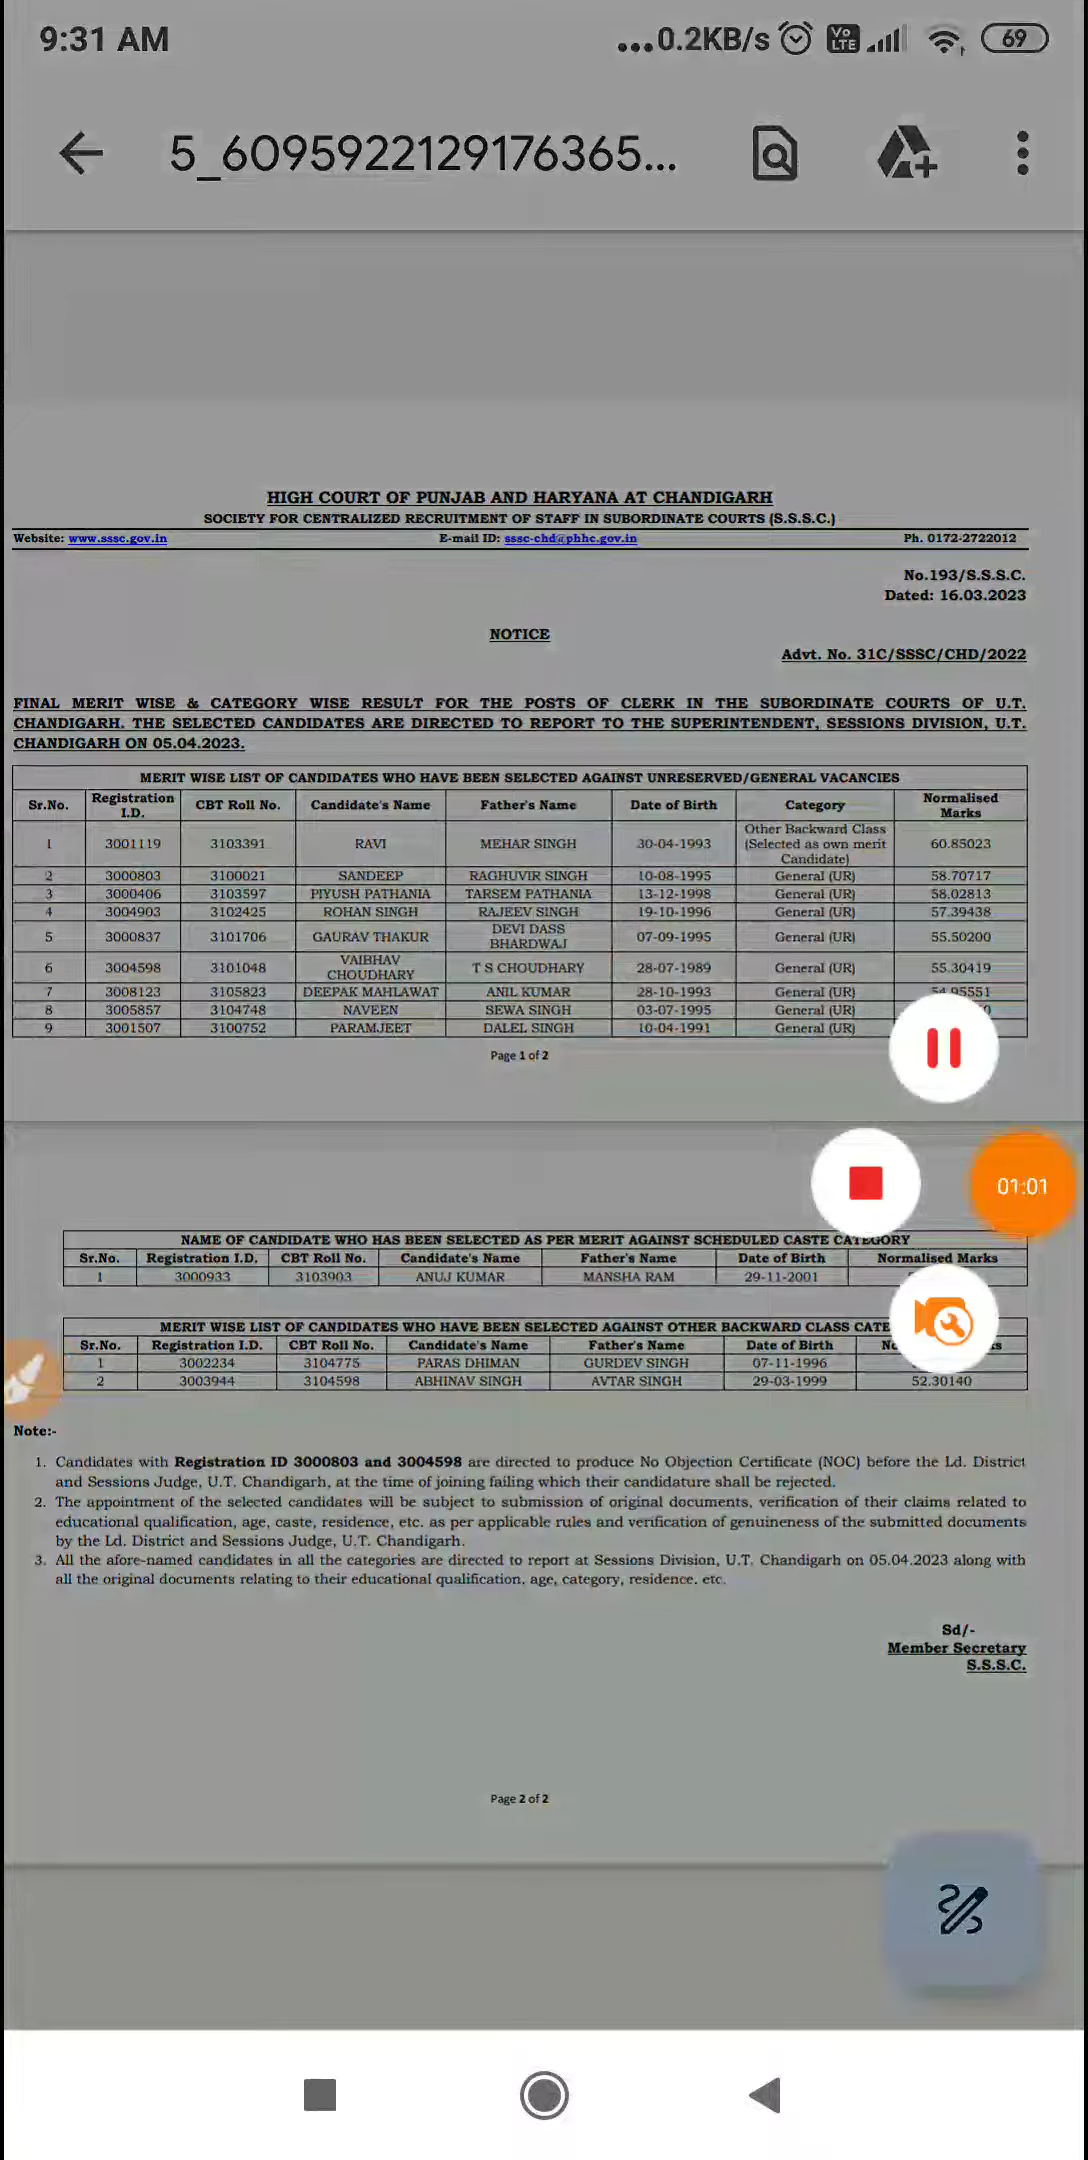 9:31 AM
...0.2KB/s Vo LTE 69
5_6095922129176365...
HIGH COURT OF PUNJAB AND HARYANA AT CHANDIGARH
SOCIETY FOR CENTRALIZED RECRUITMENT OF STAFF IN SUBORDINATE COURTS (S.S.S.C.)
Website: www.sssc.gov.in E-mail ID: sssc-chd@phhc.gov.in Ph. 0172-2722012
No.193/S.S.S.C.
Dated: 16.03.2023
NOTICE
Advt. No. 31C/SSSC/CHD/2022
FINAL MERIT WISE & CATEGORY WISE RESULT FOR THE POSTS OF CLERK IN THE SUBORDINATE COURTS OF U.T.
CHANDIGARH. THE SELECTED CANDIDATES ARE DIRECTED TO REPORT TO THE SUPERINTENDENT, SESSIONS DIVISION, U.T.
CHANDIGARH ON 05.04.2023.
MERIT WISE LIST OF CANDIDATES WHO HAVE BEEN SELECTED AGAINST UNRESERVED/GENERAL VACANCIES
Sr.No. Registration I.D. CBT Roll No. Candidate's Name Father's Name Date of Birth Category Normalised Marks
1 3001119 3103391 RAVI MEHAR SINGH 30-04-1993 Other Backward Class (Selected as own merit Candidate) 60.85023
2 3000803 3100021 SANDEEP RAGHUVIR SINGH 10-08-1995 General (UR) 58.70717
3 3000406 3103597 PIYUSH PATHANIA TARSEM PATHANIA 13-12-1998 General (UR) 58.02813
4 3004903 3102425 ROHAN SINGH RAJEEV SINGH 19-10-1996 General (UR) 57.39438
5 3000837 3101706 GAURAV THAKUR DEVI DASS BHARDWAJ 07-09-1995 General (UR) 55.50200
6 3004598 3101048 VAIBHAV CHOUDHARY T S CHOUDHARY 28-07-1989 General (UR) 55.30419
7 3008123 3105823 DEEPAK MAHLAWAT ANIL KUMAR 28-10-1993 General (UR) 54.95551
8 3005857 3104748 NAVEEN SEWA SINGH 03-07-1995 General (UR)
9 3001507 3100752 PARAMJEET DALEL SINGH 10-04-1991 General (UR)
Page 1 of 2
01:01
NAME OF CANDIDATE WHO HAS BEEN SELECTED AS PER MERIT AGAINST SCHEDULED CASTE CATEGORY
Sr.No. Registration I.D. CBT Roll No. Candidate's Name Father's Name Date of Birth Normalised Marks
1 3000933 3103903 ANUJ KUMAR MANSHA RAM 29-11-2001
MERIT WISE LIST OF CANDIDATES WHO HAVE BEEN SELECTED AGAINST OTHER BACKWARD CLASS CATE
Sr.No. Registration I.D. CBT Roll No. Candidate's Name Father's Name Date of Birth
1 3002234 3104775 PARAS DHIMAN GURDEV SINGH 07-11-1996
2 3003944 3104598 ABHINAV SINGH AVTAR SINGH 29-03-1999 52.30140
Note:-
1. Candidates with Registration ID 3000803 and 3004598 are directed to produce No Objection Certificate (NOC) before the Ld. District
and Sessions Judge, U.T. Chandigarh, at the time of joining failing which their candidature shall be rejected.
2. The appointment of the selected candidates will be subject to submission of original documents, verification of their claims related to
educational qualification, age, caste, residence, etc. as per applicable rules and verification of genuineness of the submitted documents
by the Ld. District and Sessions Judge, U.T. Chandigarh.
3. All the afore-named candidates in all the categories are directed to report at Sessions Division, U.T. Chandigarh on 05.04.2023 along with
all the original documents relating to their educational qualification, age, category, residence, etc.
Sd/-
Member Secretary
S.S.S.C.
Page 2 of 2